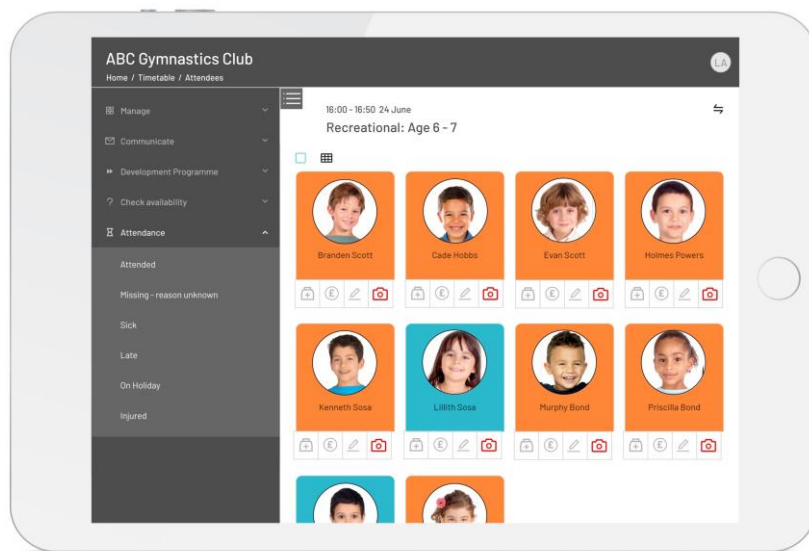 ABC Gymnastics Club
Home / Timetable / Attendees
LA
Manage
Communicate
Development Programme
Check availability
Attendance
Attended
Missing - reason unknown
Sick
Late
On Holiday
Injured
16:00 - 16:50 24 June
Recreational: Age 6 - 7
Branden Scott
Cade Hobbs
Evan Scott
Holmes Powers
Kenneth Sosa
Lillith Sosa
Murphy Bond
Priscilla Bond